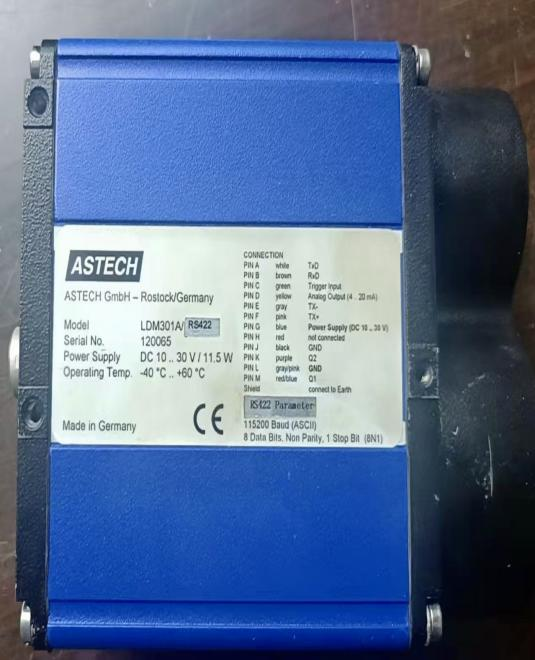 ASTECH
ASTECH GmbH – Rostock/Germany
Model LDM301A/ RS422
Serial No. 120065
Power Supply DC 10 .. 30 V / 11.5 W
Operating Temp. -40 °C .. +60 °C
Made in Germany
CE
CONNECTION
PIN A white TxD
PIN B brown RxD
PIN C green Trigger Input
PIN D yellow Analog Output (4 .. 20 mA)
PIN E gray TX-
PIN F pink TX+
PIN G blue Power Supply (DC 10 .. 30 V)
PIN H red not connected
PIN J black GND
PIN K purple Q2
PIN L gray/pink GND
PIN M red/blue Q1
Shield connect to Earth
RS422 Parameter
115200 Baud (ASCII)
8 Data Bits, Non Parity, 1 Stop Bit (8N1)